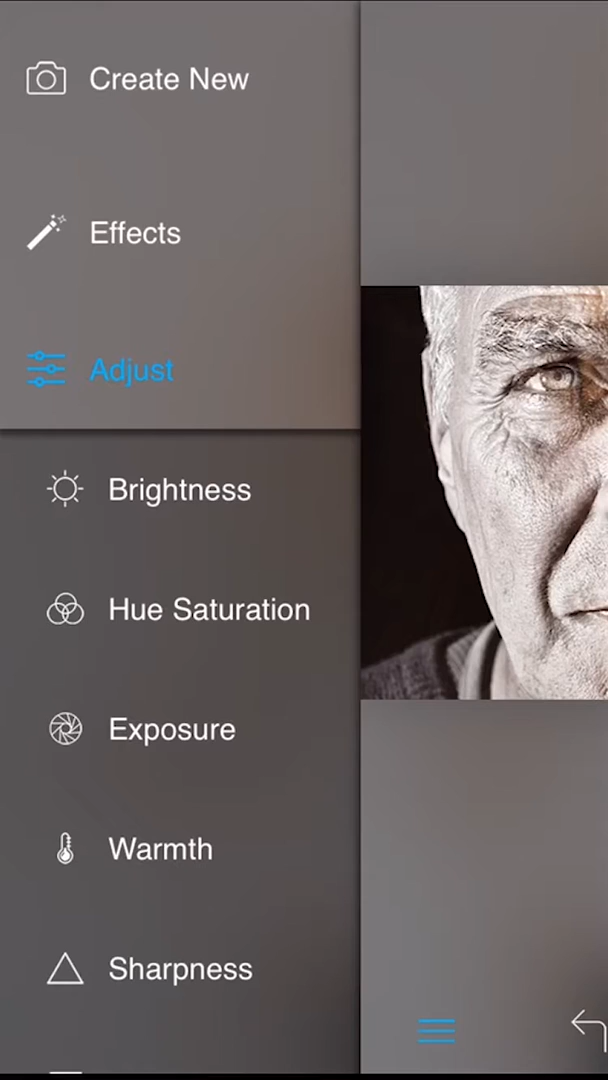 Create New
Effects
Adjust
Brightness
Hue Saturation
Exposure
Warmth
Sharpness